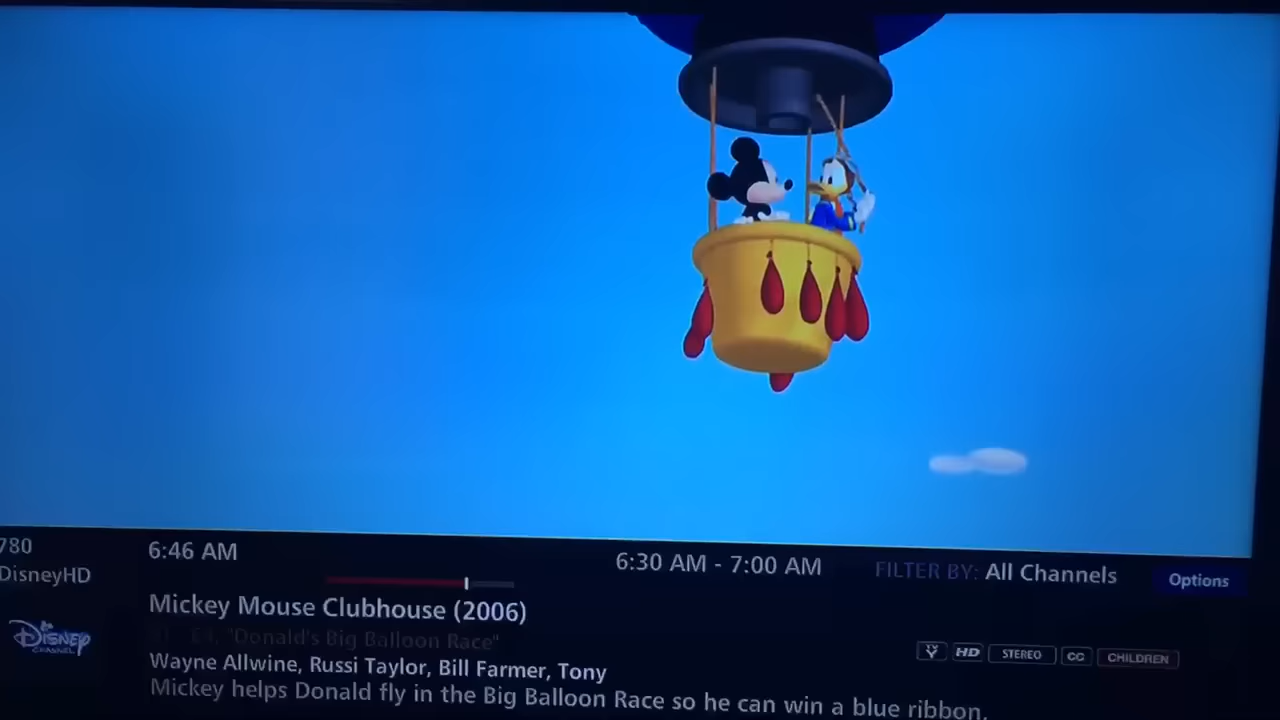 780
DisneyHD
6:46 AM
6:30 AM - 7:00 AM
FILTER BY: All Channels
Options
Mickey Mouse Clubhouse (2006)
"Donald's Big Balloon Race"
DISNEY
CHANNEL
Wayne Allwine, Russi Taylor, Bill Farmer, Tony
HD
STEREO
CC
CHILDREN
Mickey helps Donald fly in the Big Balloon Race so he can win a blue ribbon.